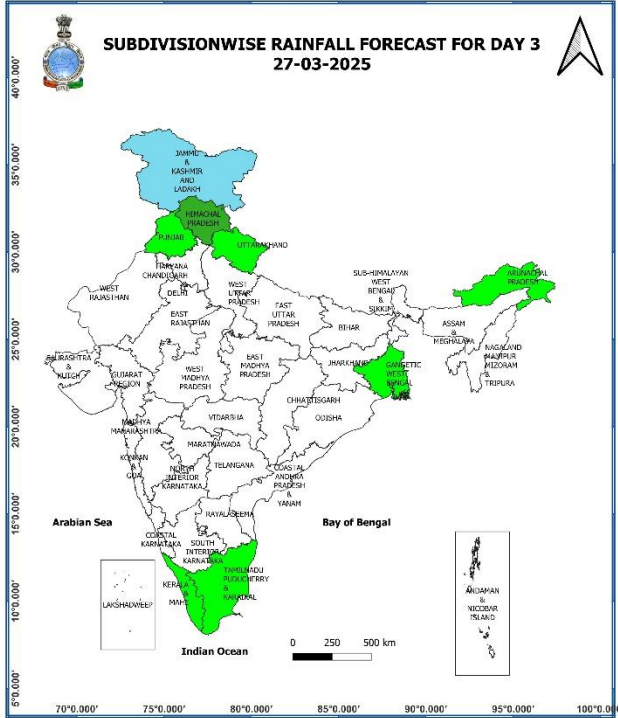 SUBDIVISIONWISE RAINFALL FORECAST FOR DAY 3
27-03-2025
40°0.000'
35°0.000'
30°0.000'
25°0.000'
20°0.000'
15°0.000'
10°0.000'
5°0.000'
JAMMU
&
KASHMIR
AND
LADAKH
HIMACHAL
PRADESH
PUNJAB
UTTARAKHAND
HARYANA
CHANDIGARH
&
DELHI
WEST
RAJASTHAN
WEST
UTTAR
PRADESH
EAST
RAJASTHAN
EAST
UTTAR
PRADESH
SUB-HIMALAYAN
WEST
BENGAL
&
SIKKIM
ARUNACHAL
PRADESH
ASSAM
&
MEGHALAYA
NAGALAND
MANIPUR
MIZORAM
&
TRIPURA
BIHAR
JHARKHAND
GANGETIC
WEST
BENGAL
SAURASHTRA
&
KUTCH
GUJARAT
REGION
WEST
MADHYA
PRADESH
EAST
MADHYA
PRADESH
CHHATTISGARH
ODISHA
VIDARBHA
MADHYA
MAHARASHTRA
MARATHWADA
TELANGANA
KONKAN
&
GOA
NORTH
INTERIOR
KARNATAKA
COASTAL
ANDHRA
PRADESH
&
YANAM
RAYALASEEMA
Arabian Sea
Bay of Bengal
COASTAL
KARNATAKA
SOUTH
INTERIOR
KARNATAKA
TAMILNADU
PUDUCHERRY
&
KARAIKAL
KERALA
&
MAHE
LAKSHADWEEP
ANDAMAN
&
NICOBAR
ISLAND
Indian Ocean
0 250 500 km
70°0.000' 75°0.000' 80°0.000' 85°0.000' 90°0.000' 95°0.000' 100°0.000'